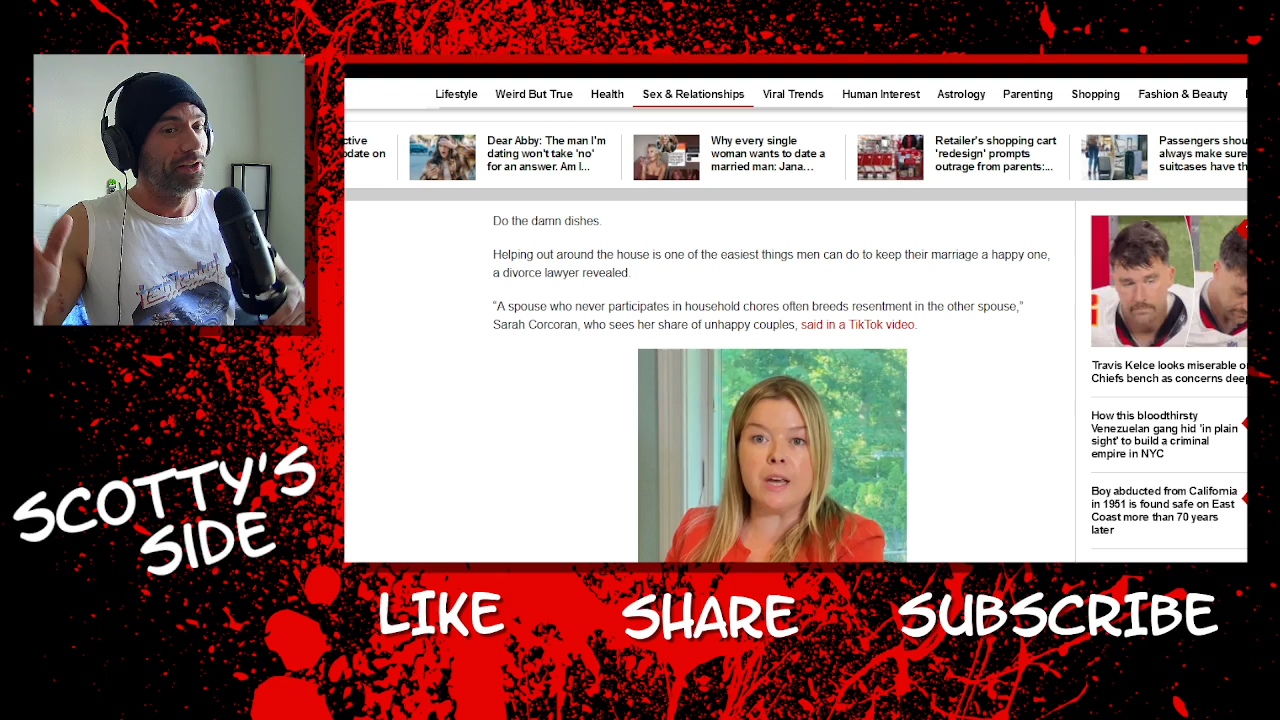 Lifestyle Weird But True Health Sex & Relationships Viral Trends Human Interest Astrology Parenting Shopping Fashion & Beauty
Dear Abby: The man I'm
dating won't take 'no'
for an answer. Am I...
Why every single
woman wants to date a
married man: Jana...
Retailer's shopping cart
'redesign' prompts
outrage from parents:...
Passengers shou
always make sure
suitcases have th
Do the damn dishes.
Helping out around the house is one of the easiest things men can do to keep their marriage a happy one,
a divorce lawyer revealed.
“A spouse who never participates in household chores often breeds resentment in the other spouse,”
Sarah Corcoran, who sees her share of unhappy couples, said in a TikTok video.
Travis Kelce looks miserable o
Chiefs bench as concerns deep
How this bloodthirsty
Venezuelan gang hid 'in plain
sight' to build a criminal
empire in NYC
Boy abducted from California
in 1951 is found safe on East
Coast more than 70 years
later
SCOTTY'S
SIDE
LIKE SHARE SUBSCRIBE